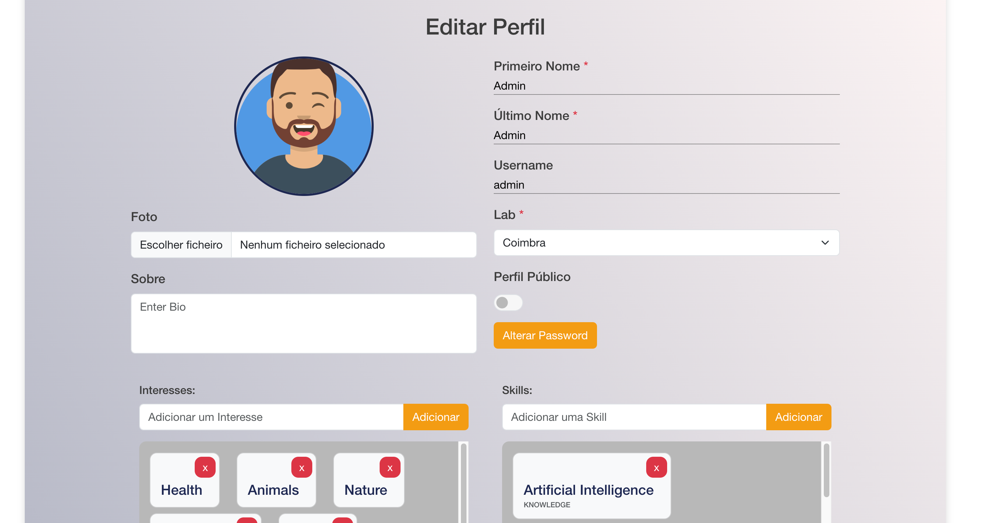 Editar Perfil
Primeiro Nome *
Admin
Último Nome *
Admin
Username
admin
Lab *
Coimbra
Perfil Público
Alterar Password
Foto
Escolher ficheiro Nenhum ficheiro selecionado
Sobre
Enter Bio
Interesses:
Adicionar um Interesse Adicionar
x x x
Health Animals Nature
Skills:
Adicionar uma Skill Adicionar
x
Artificial Intelligence
KNOWLEDGE